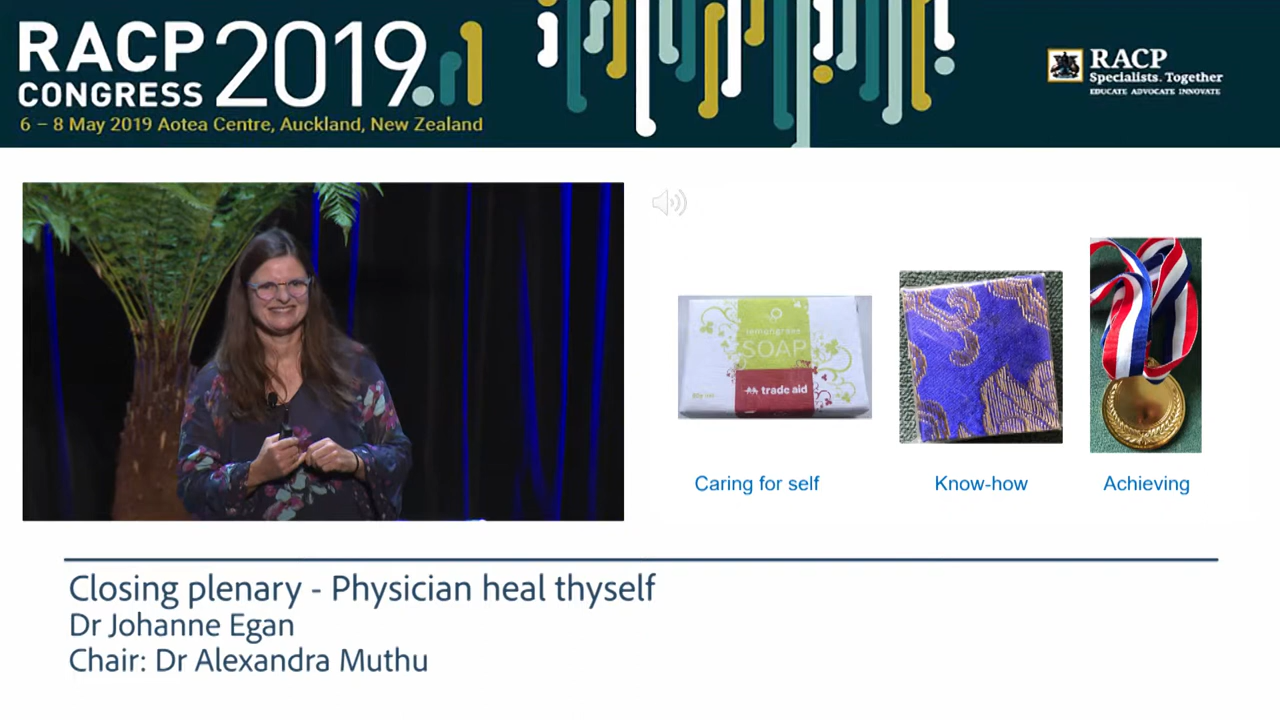 RACP
CONGRESS 2019
6 – 8 May 2019 Aotea Centre, Auckland, New Zealand
RACP
Specialists. Together
EDUCATE ADVOCATE INNOVATE
lemongrass
SOAP
trade aid
Caring for self
Know-how
Achieving
Closing plenary - Physician heal thyself
Dr Johanne Egan
Chair: Dr Alexandra Muthu